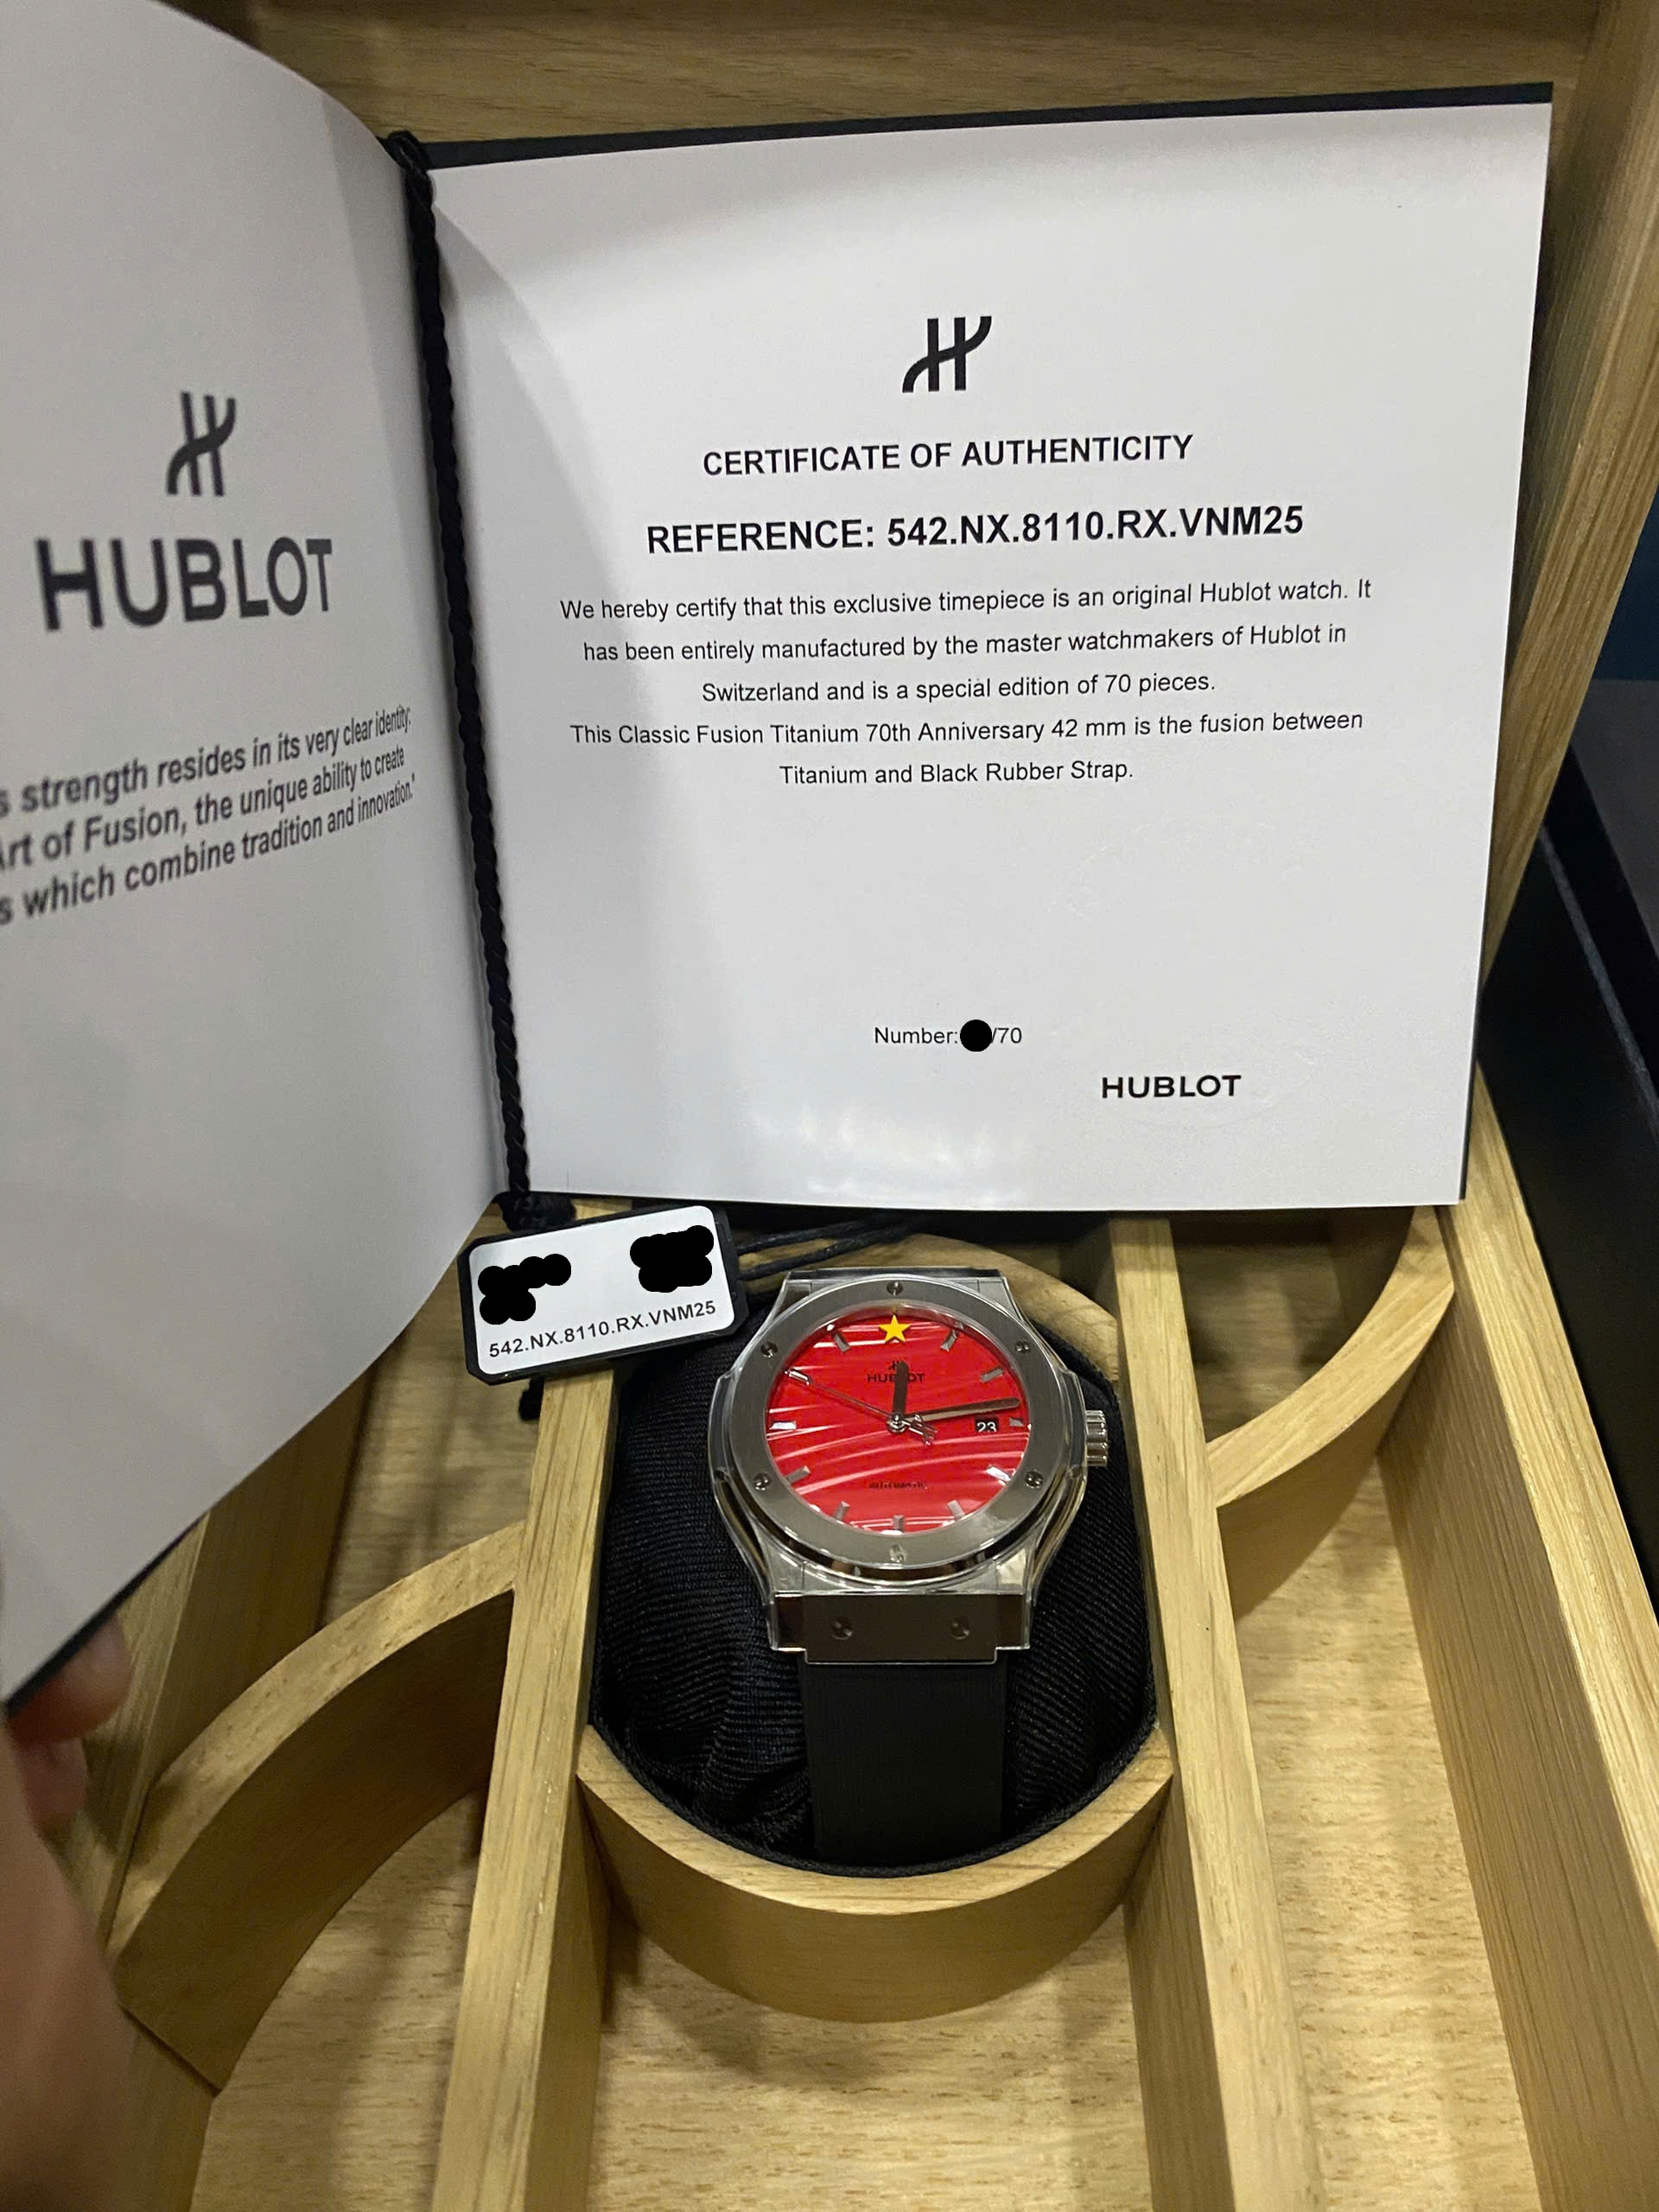 HUBLOT
s strength resides in its very clear identity:
Art of Fusion, the unique ability to create
s which combine tradition and innovation."
CERTIFICATE OF AUTHENTICITY
REFERENCE: 542.NX.8110.RX.VNM25
We hereby certify that this exclusive timepiece is an original Hublot watch. It
has been entirely manufactured by the master watchmakers of Hublot in
Switzerland and is a special edition of 70 pieces.
This Classic Fusion Titanium 70th Anniversary 42 mm is the fusion between
Titanium and Black Rubber Strap.
Number: /70
HUBLOT
542.NX.8110.RX.VNM25
HUBLOT
23